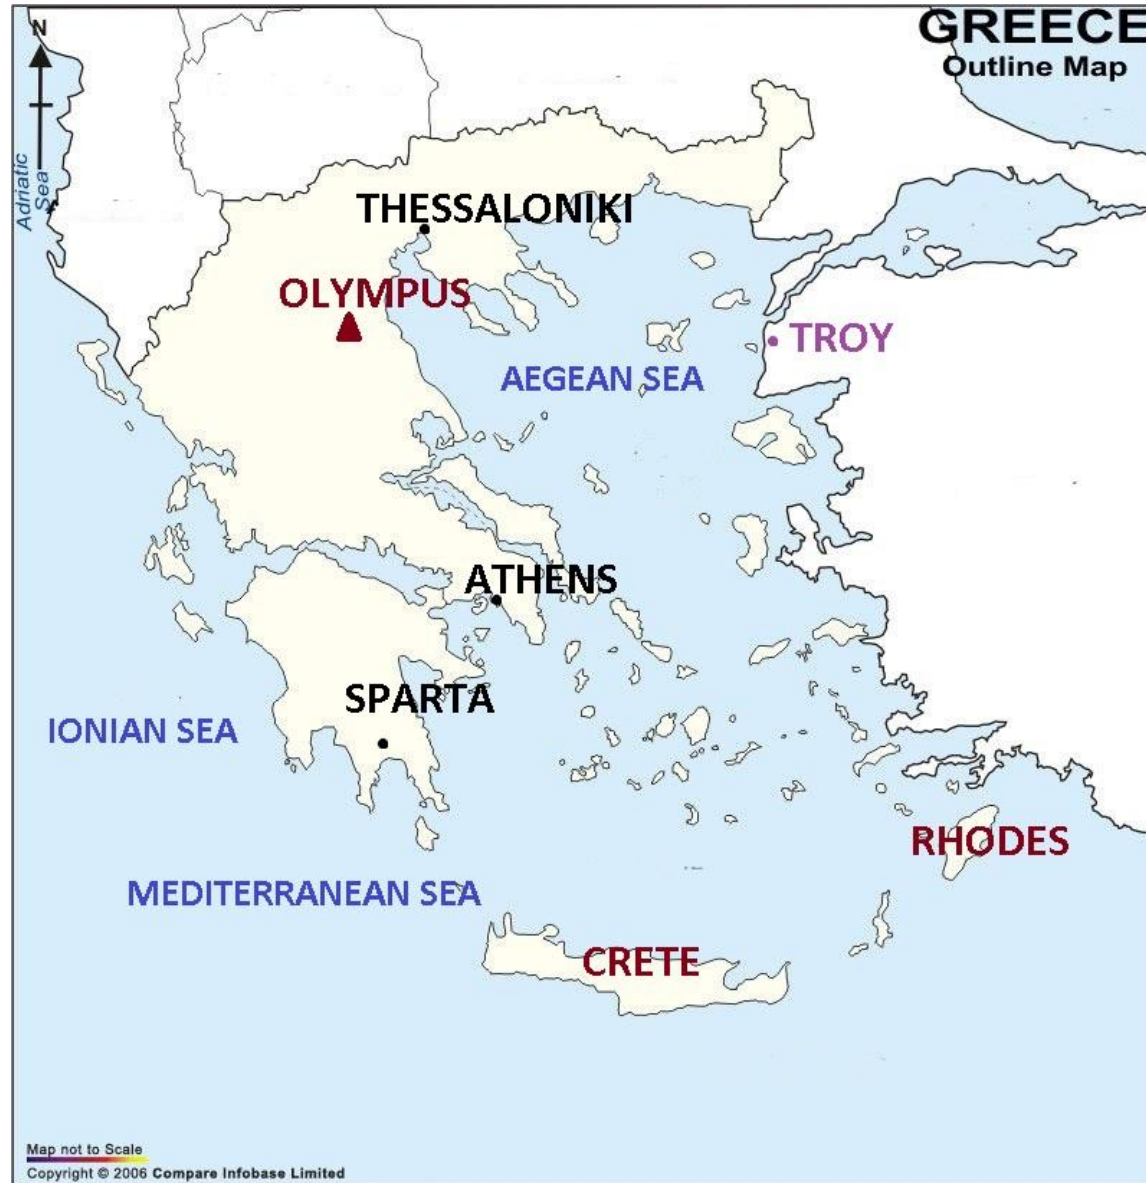 GREECE
Outline Map
N
Adriatic
Sea
THESSALONIKI
OLYMPUS
TROY
AEGEAN SEA
ATHENS
SPARTA
IONIAN SEA
RHODES
MEDITERRANEAN SEA
CRETE
Map not to Scale
Copyright © 2006 Compare Infobase Limited